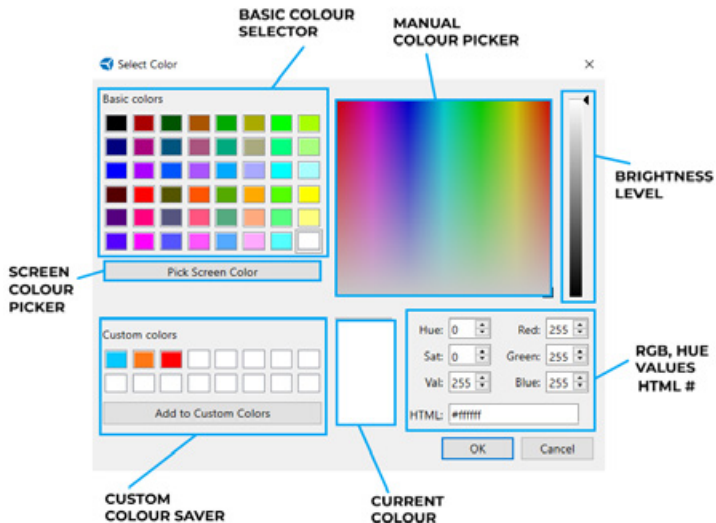 BASIC COLOUR
SELECTOR
MANUAL
COLOUR PICKER
Select Color
Basic colors
BRIGHTNESS
LEVEL
SCREEN
COLOUR
PICKER
Pick Screen Color
Custom colors
Add to Custom Colors
Hue: 0 Red: 255
Sat: 0 Green: 255
Val: 255 Blue: 255
HTML: #ffffff
RGB, HUE
VALUES
HTML #
OK Cancel
CUSTOM
COLOUR SAVER
CURRENT
COLOUR